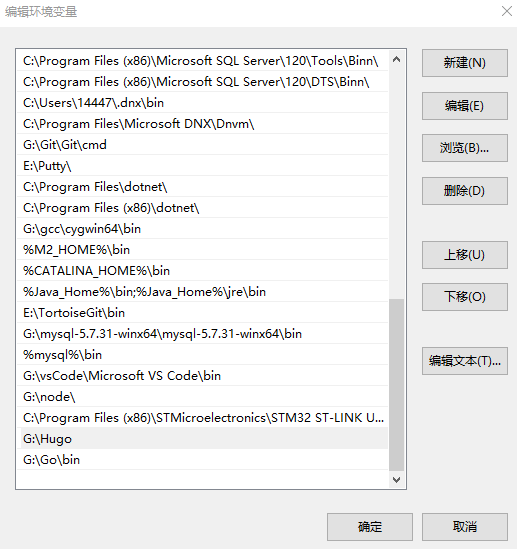 编辑环境变量
C:\Program Files (x86)\Microsoft SQL Server\120\Tools\Binn\
新建(N)
C:\Program Files (x86)\Microsoft SQL Server\120\DTS\Binn\
C:\Users\14447\.dnx\bin
编辑(E)
C:\Program Files\Microsoft DNX\Dnvm\
G:\Git\Git\cmd
浏览(B)...
E:\Putty\
C:\Program Files\dotnet\
删除(D)
C:\Program Files (x86)\dotnet\
G:\gcc\cygwin64\bin
%M2_HOME%\bin
上移(U)
%CATALINA_HOME%\bin
%Java_Home%\bin;%Java_Home%\jre\bin
下移(O)
E:\TortoiseGit\bin
G:\mysql-5.7.31-winx64\mysql-5.7.31-winx64\bin
%mysql%\bin
编辑文本(T)...
G:\vsCode\Microsoft VS Code\bin
G:\node\
C:\Program Files (x86)\STMicroelectronics\STM32 ST-LINK U...
G:\Hugo
G:\Go\bin
确定
取消